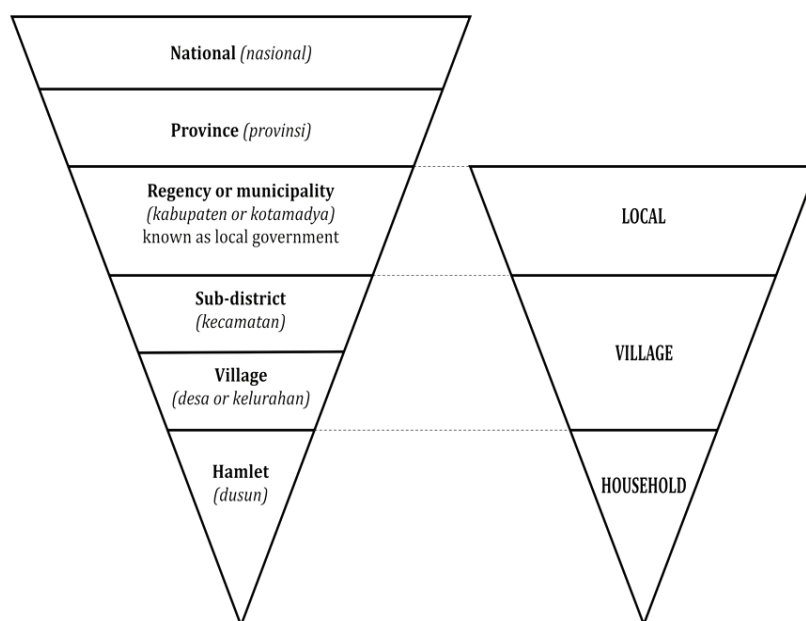 National (nasional)
Province (provinsi)
Regency or municipality
(kabupaten or kotamadya)
known as local government
Sub-district
(kecamatan)
Village
(desa or kelurahan)
Hamlet
(dusun)
LOCAL
VILLAGE
HOUSEHOLD